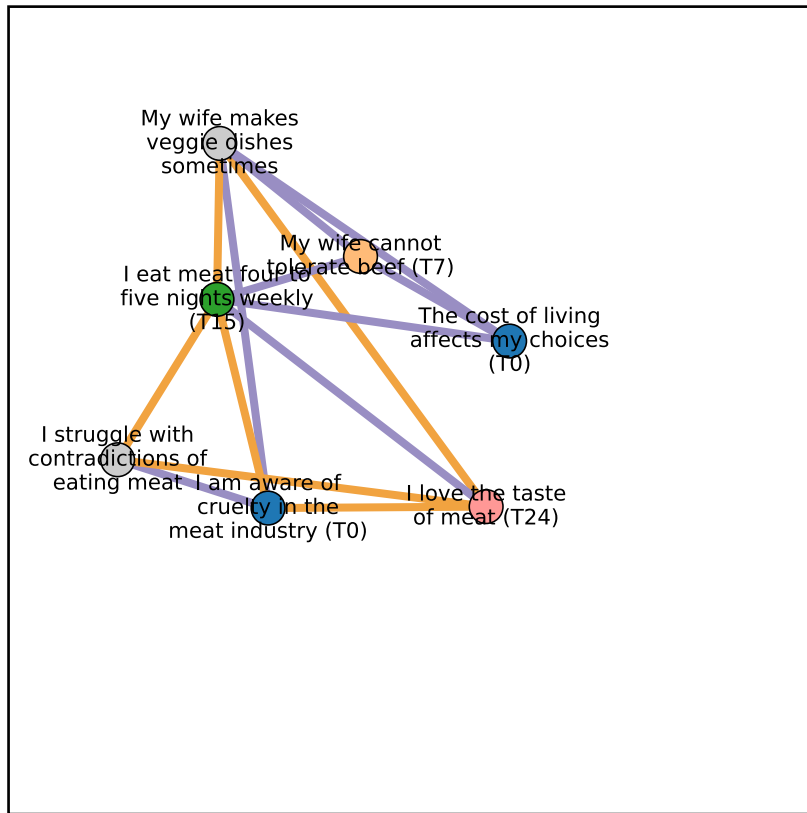 My wife makes
veggie dishes
sometimes
My wife cannot
tolerate beef (T7)
I eat meat four to
five nights weekly
(T15)
The cost of living
affects my choices
(T0)
I struggle with
contradictions of
eating meat
I am aware of
cruelty in the
meat industry (T0)
I love the taste
of meat (T24)